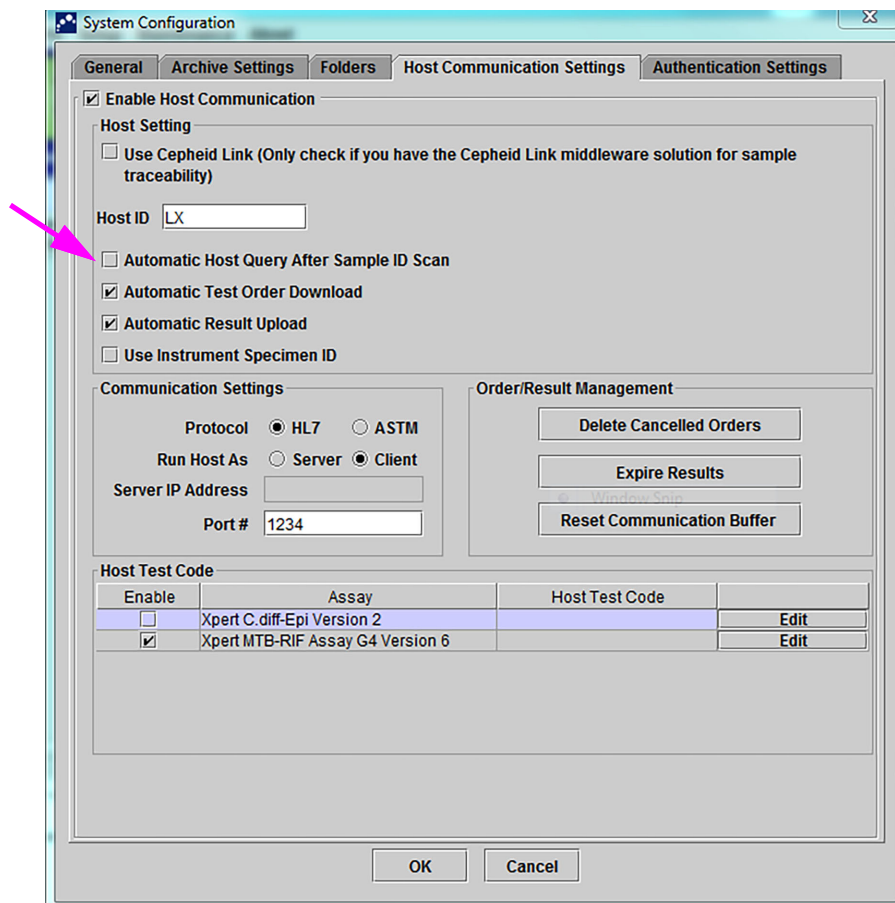 System Configuration
General Archive Settings Folders Host Communication Settings Authentication Settings
Enable Host Communication
Host Setting
Use Cepheid Link (Only check if you have the Cepheid Link middleware solution for sample
traceability)
Host ID LX
Automatic Host Query After Sample ID Scan
Automatic Test Order Download
Automatic Result Upload
Use Instrument Specimen ID
Communication Settings
Protocol HL7 ASTM
Run Host As Server Client
Server IP Address
Port # 1234
Order/Result Management
Delete Cancelled Orders
Expire Results
Window Snip
Reset Communication Buffer
Host Test Code
Enable Assay Host Test Code
Xpert C.diff-Epi Version 2 Edit
Xpert MTB-RIF Assay G4 Version 6 Edit
OK Cancel